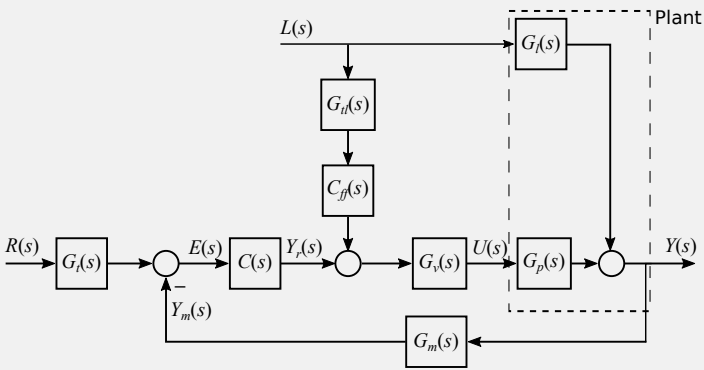 Plant
L(s)
G_l(s)
G_tl(s)
C_ff(s)
R(s)
G_t(s)
E(s)
C(s)
Y_r(s)
G_v(s)
U(s)
G_p(s)
Y(s)
−
Y_m(s)
G_m(s)